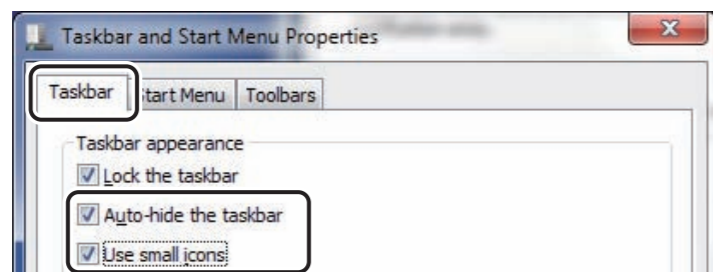 Taskbar and Start Menu Properties
Taskbar Start Menu Toolbars
Taskbar appearance
Lock the taskbar
Auto-hide the taskbar
Use small icons